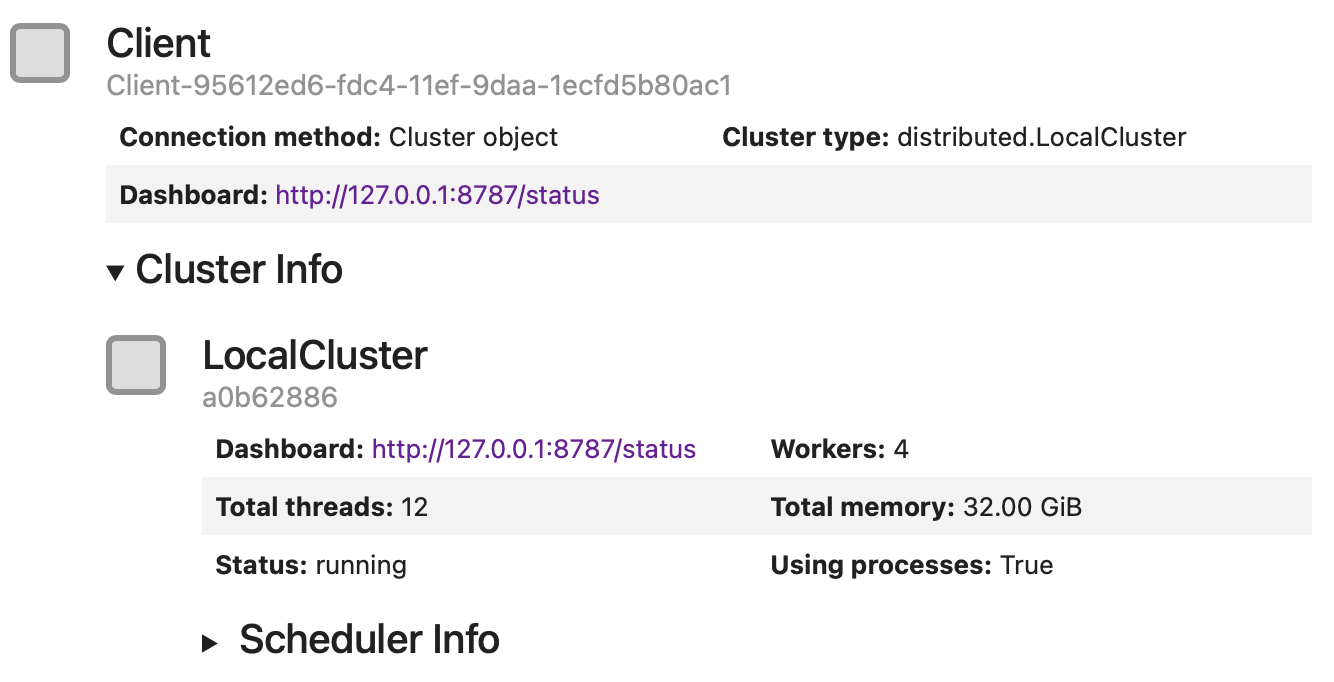 Client
Client-95612ed6-fdc4-11ef-9daa-1ecfd5b80ac1
Connection method: Cluster object Cluster type: distributed.LocalCluster
Dashboard: http://127.0.0.1:8787/status
▼ Cluster Info
LocalCluster
a0b62886
Dashboard: http://127.0.0.1:8787/status Workers: 4
Total threads: 12 Total memory: 32.00 GiB
Status: running Using processes: True
▶ Scheduler Info